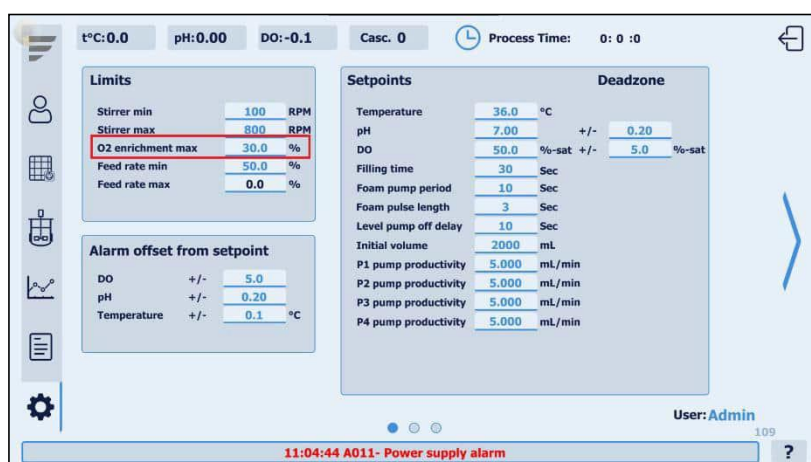 t°C:0.0 pH:0.00 DO:-0.1 Casc. 0 Process Time: 0: 0 :0
Limits
Stirrer min 100 RPM
Stirrer max 800 RPM
O2 enrichment max 30.0 %
Feed rate min 50.0 %
Feed rate max 0.0 %
Alarm offset from setpoint
DO +/- 5.0
pH +/- 0.20
Temperature +/- 0.1 °C
Setpoints Deadzone
Temperature 36.0 °C
pH 7.00 +/- 0.20
DO 50.0 %-sat +/- 5.0 %-sat
Filling time 30 Sec
Foam pump period 10 Sec
Foam pulse length 3 Sec
Level pump off delay 10 Sec
Initial volume 2000 mL
P1 pump productivity 5.000 mL/min
P2 pump productivity 5.000 mL/min
P3 pump productivity 5.000 mL/min
P4 pump productivity 5.000 mL/min
User: Admin
109
11:04:44 A011- Power supply alarm ?